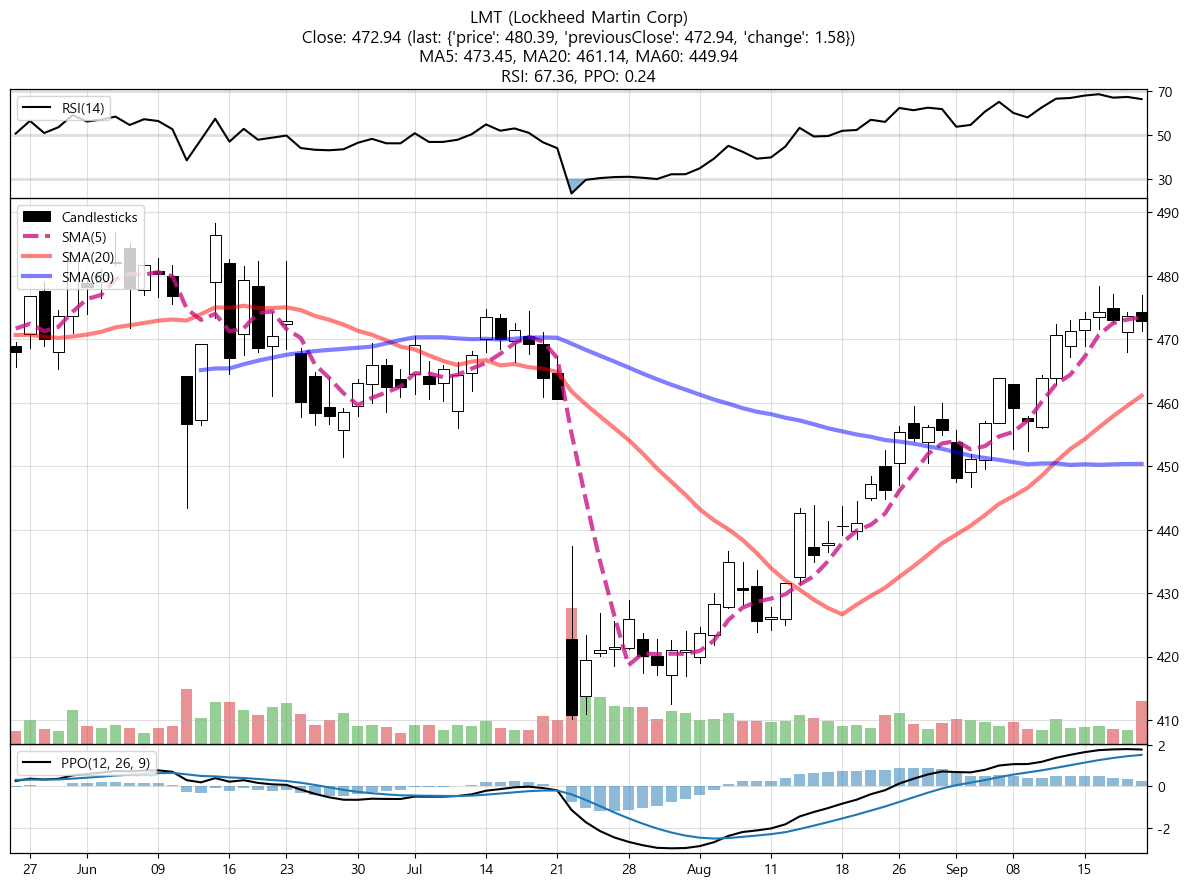 LMT (Lockheed Martin Corp)
Close: 472.94 (last: {'price': 480.39, 'previousClose': 472.94, 'change': 1.58})
MA5: 473.45, MA20: 461.14, MA60: 449.94
RSI: 67.36, PPO: 0.24
RSI(14)
70
50
30
Candlesticks
SMA(5)
SMA(20)
SMA(60)
490
480
470
460
450
440
430
420
410
PPO(12, 26, 9)
2
0
-2
27 Jun 09 16 23 30 Jul 14 21 28 Aug 11 18 26 Sep 08 15